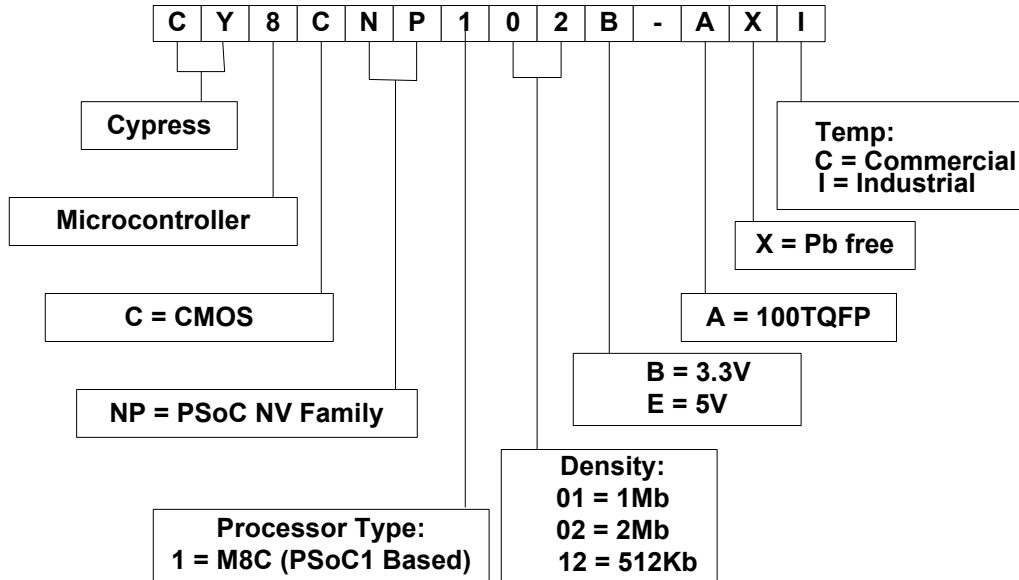 C Y 8 C N P 1 0 2 B - A X I
Cypress
Temp:
C = Commercial
I = Industrial
Microcontroller
X = Pb free
C = CMOS
A = 100TQFP
B = 3.3V
E = 5V
NP = PSoC NV Family
Density:
01 = 1Mb
02 = 2Mb
12 = 512Kb
Processor Type:
1 = M8C (PSoC1 Based)